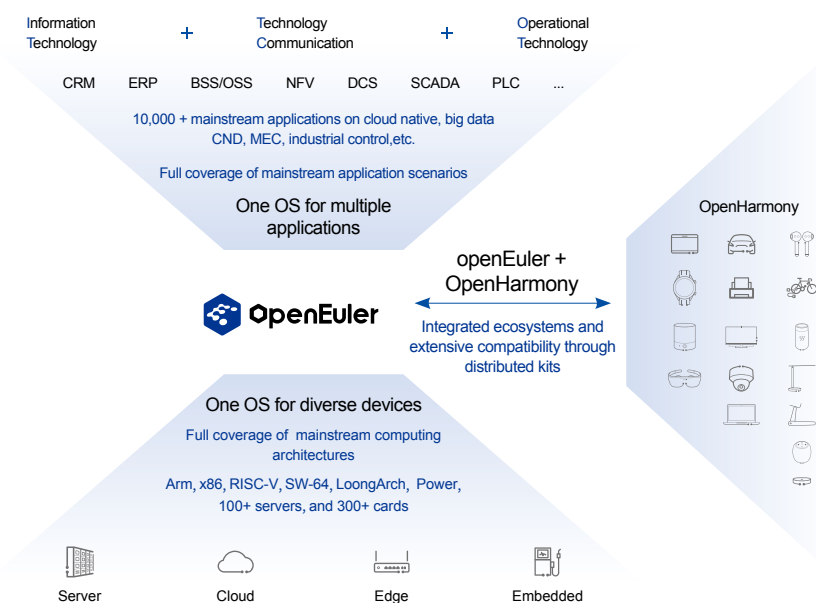 Information
Technology
+
Technology
Communication
+
Operational
Technology
CRM ERP BSS/OSS NFV DCS SCADA PLC ...
10,000 + mainstream applications on cloud native, big data
CND, MEC, industrial control,etc.
Full coverage of mainstream application scenarios
One OS for multiple
applications
OpenEuler
openEuler +
OpenHarmony
Integrated ecosystems and
extensive compatibility through
distributed kits
OpenHarmony
One OS for diverse devices
Full coverage of mainstream computing
architectures
Arm, x86, RISC-V, SW-64, LoongArch, Power,
100+ servers, and 300+ cards
Server Cloud Edge Embedded